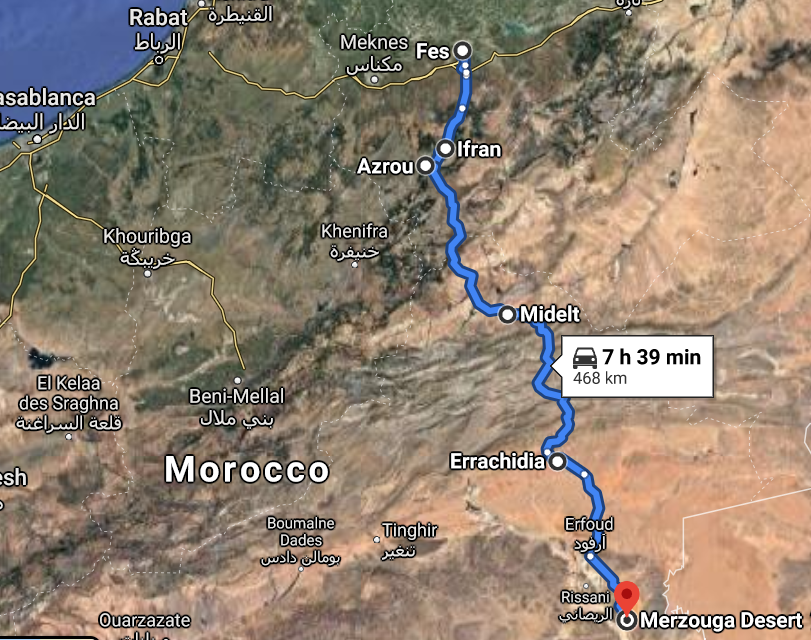 Rabat
الرباط
القنيطرة
تازة
Meknes
مكناس
Fes
asablanca
الدار البيضا
Ifran
Azrou
Khenifra
خنيفرة
Khouribga
خريبكة
Midelt
7 h 39 min
468 km
El Kelaa
des Sraghna
قلعة السراغنة
Beni-Mellal
بني ملال
Morocco
Errachidia
esh
Boumalne
Dades
بومالن دادس
Tinghir
تنغير
Erfoud
أرفود
Rissani
الريصاني
Merzouga Desert
Ouarzazate